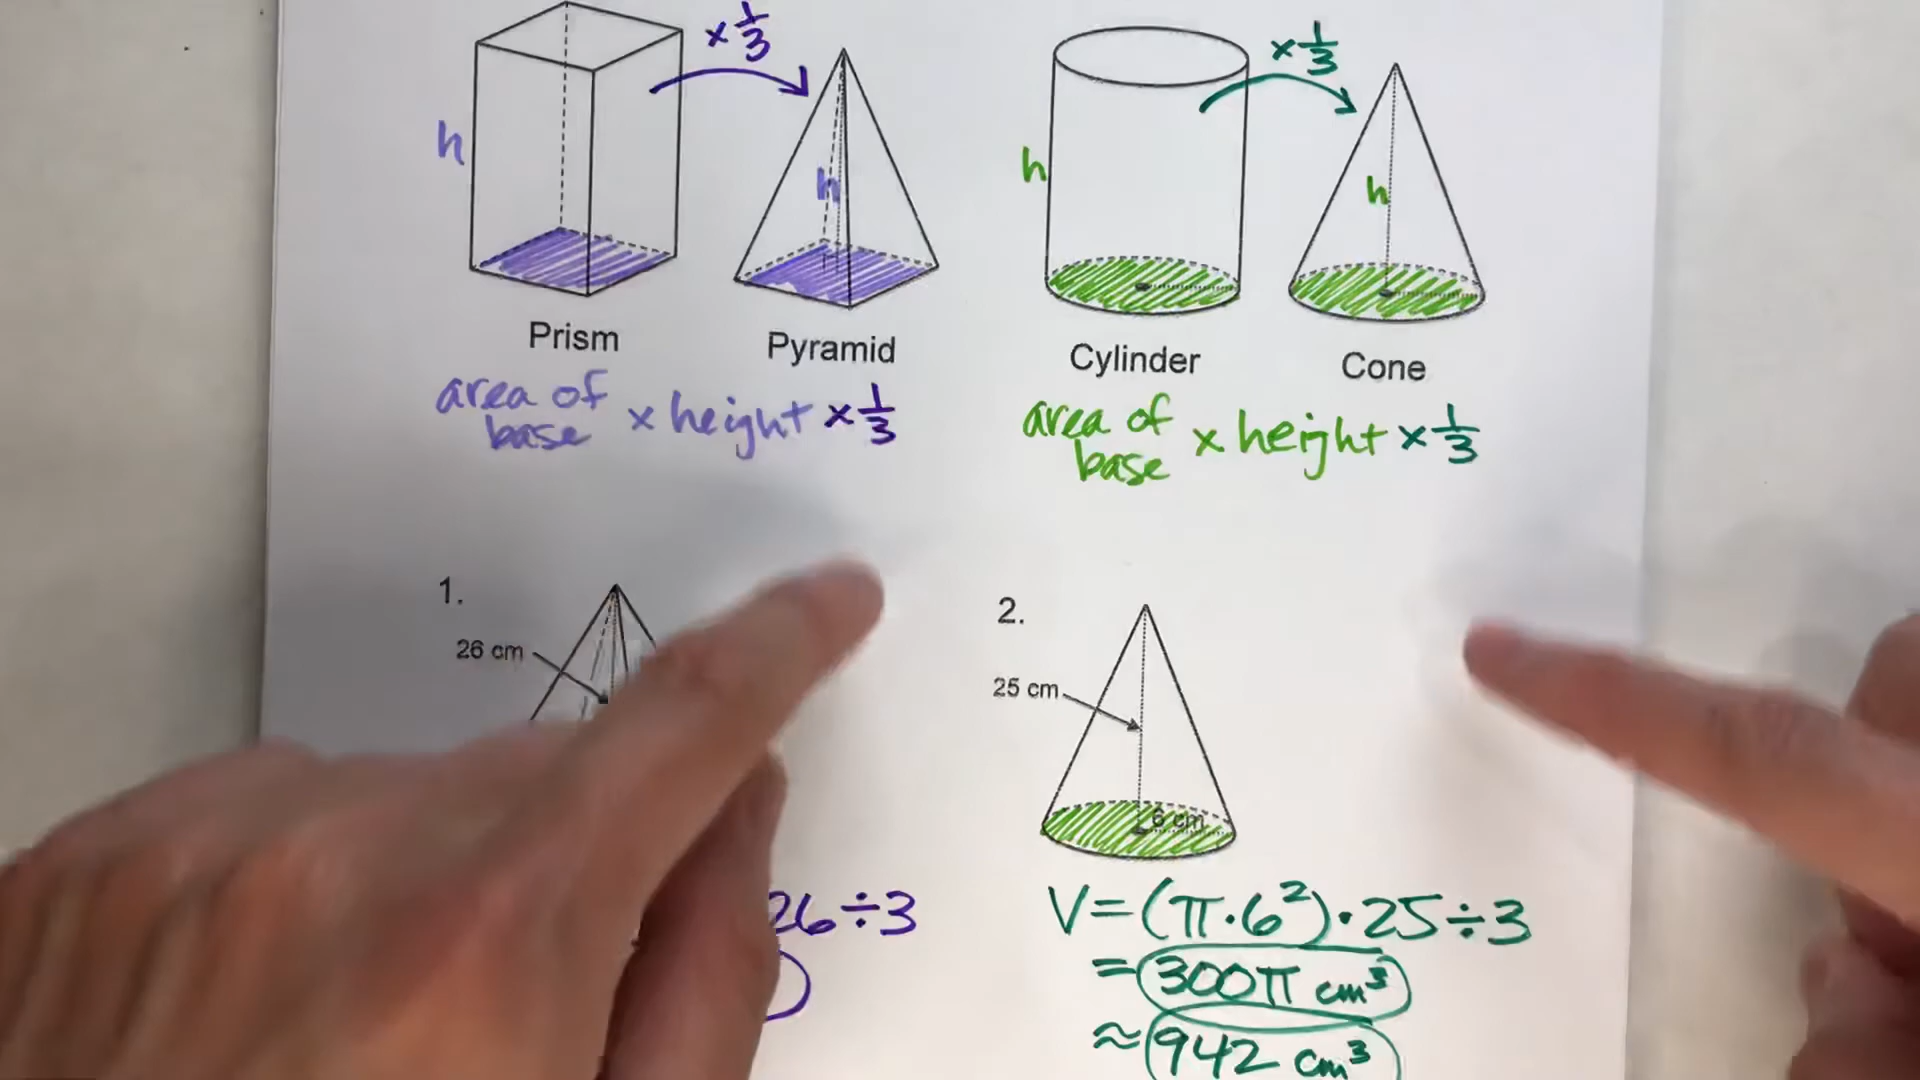 × 1/3
× 1/3
h
h
h
h
Prism
Pyramid
Cylinder
Cone
area of
base × height × 1/3
area of
base × height × 1/3
1.
26 cm
26 ÷ 3
2.
25 cm
6 cm
V = (π · 6²) · 25 ÷ 3
= 300π cm³
≈ 942 cm³